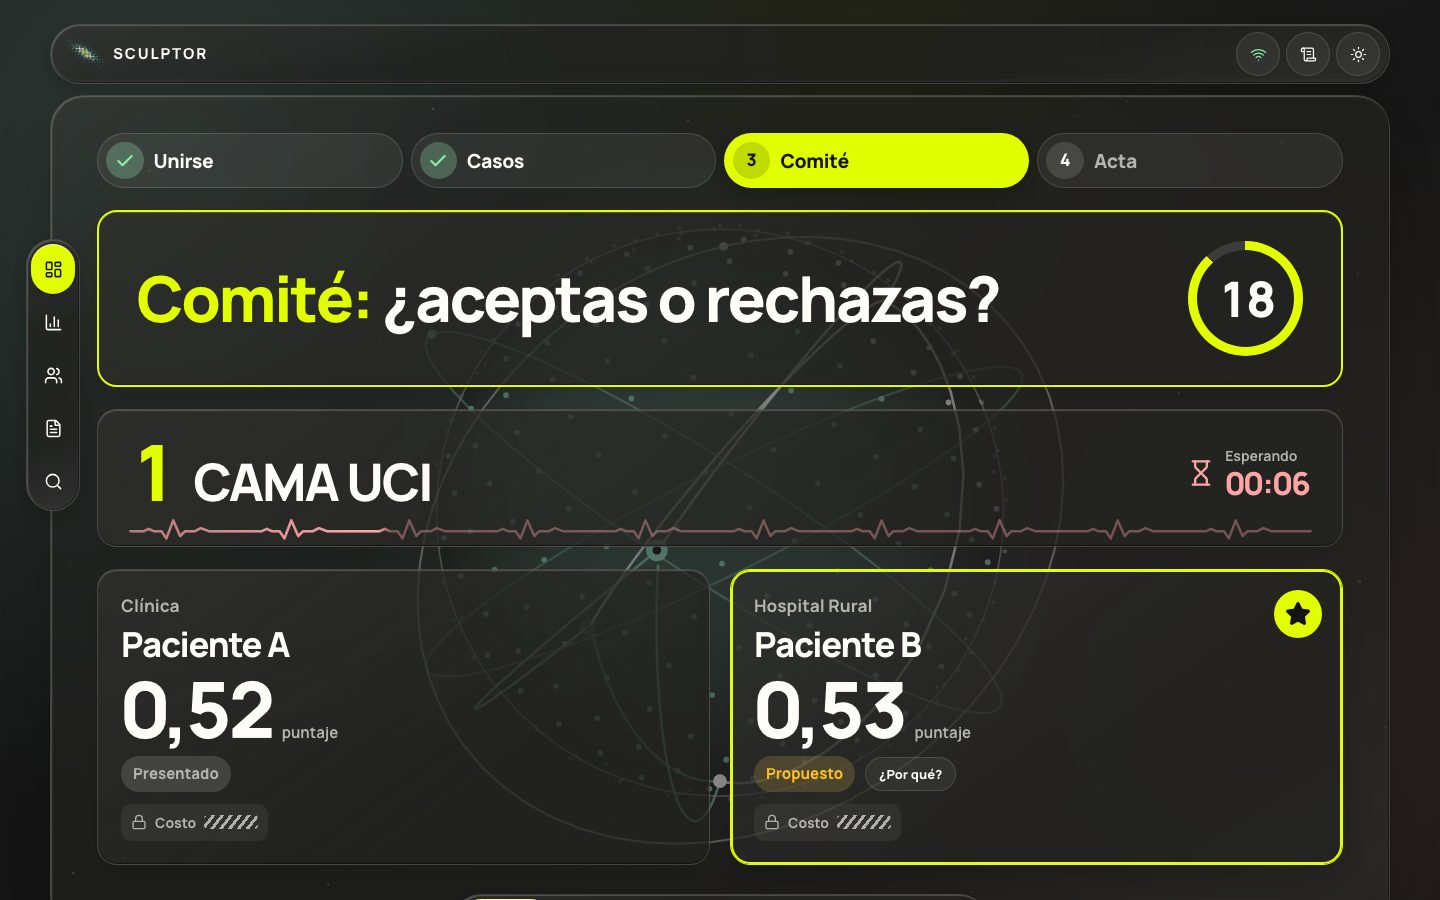 SCULPTOR
Unirse
Casos
3 Comité
4 Acta
Comité: ¿aceptas o rechazas?
18
1 CAMA UCI
Esperando
00:06
Clínica
Paciente A
0,52 puntaje
Presentado
Costo
Hospital Rural
Paciente B
0,53 puntaje
Propuesto
¿Por qué?
Costo